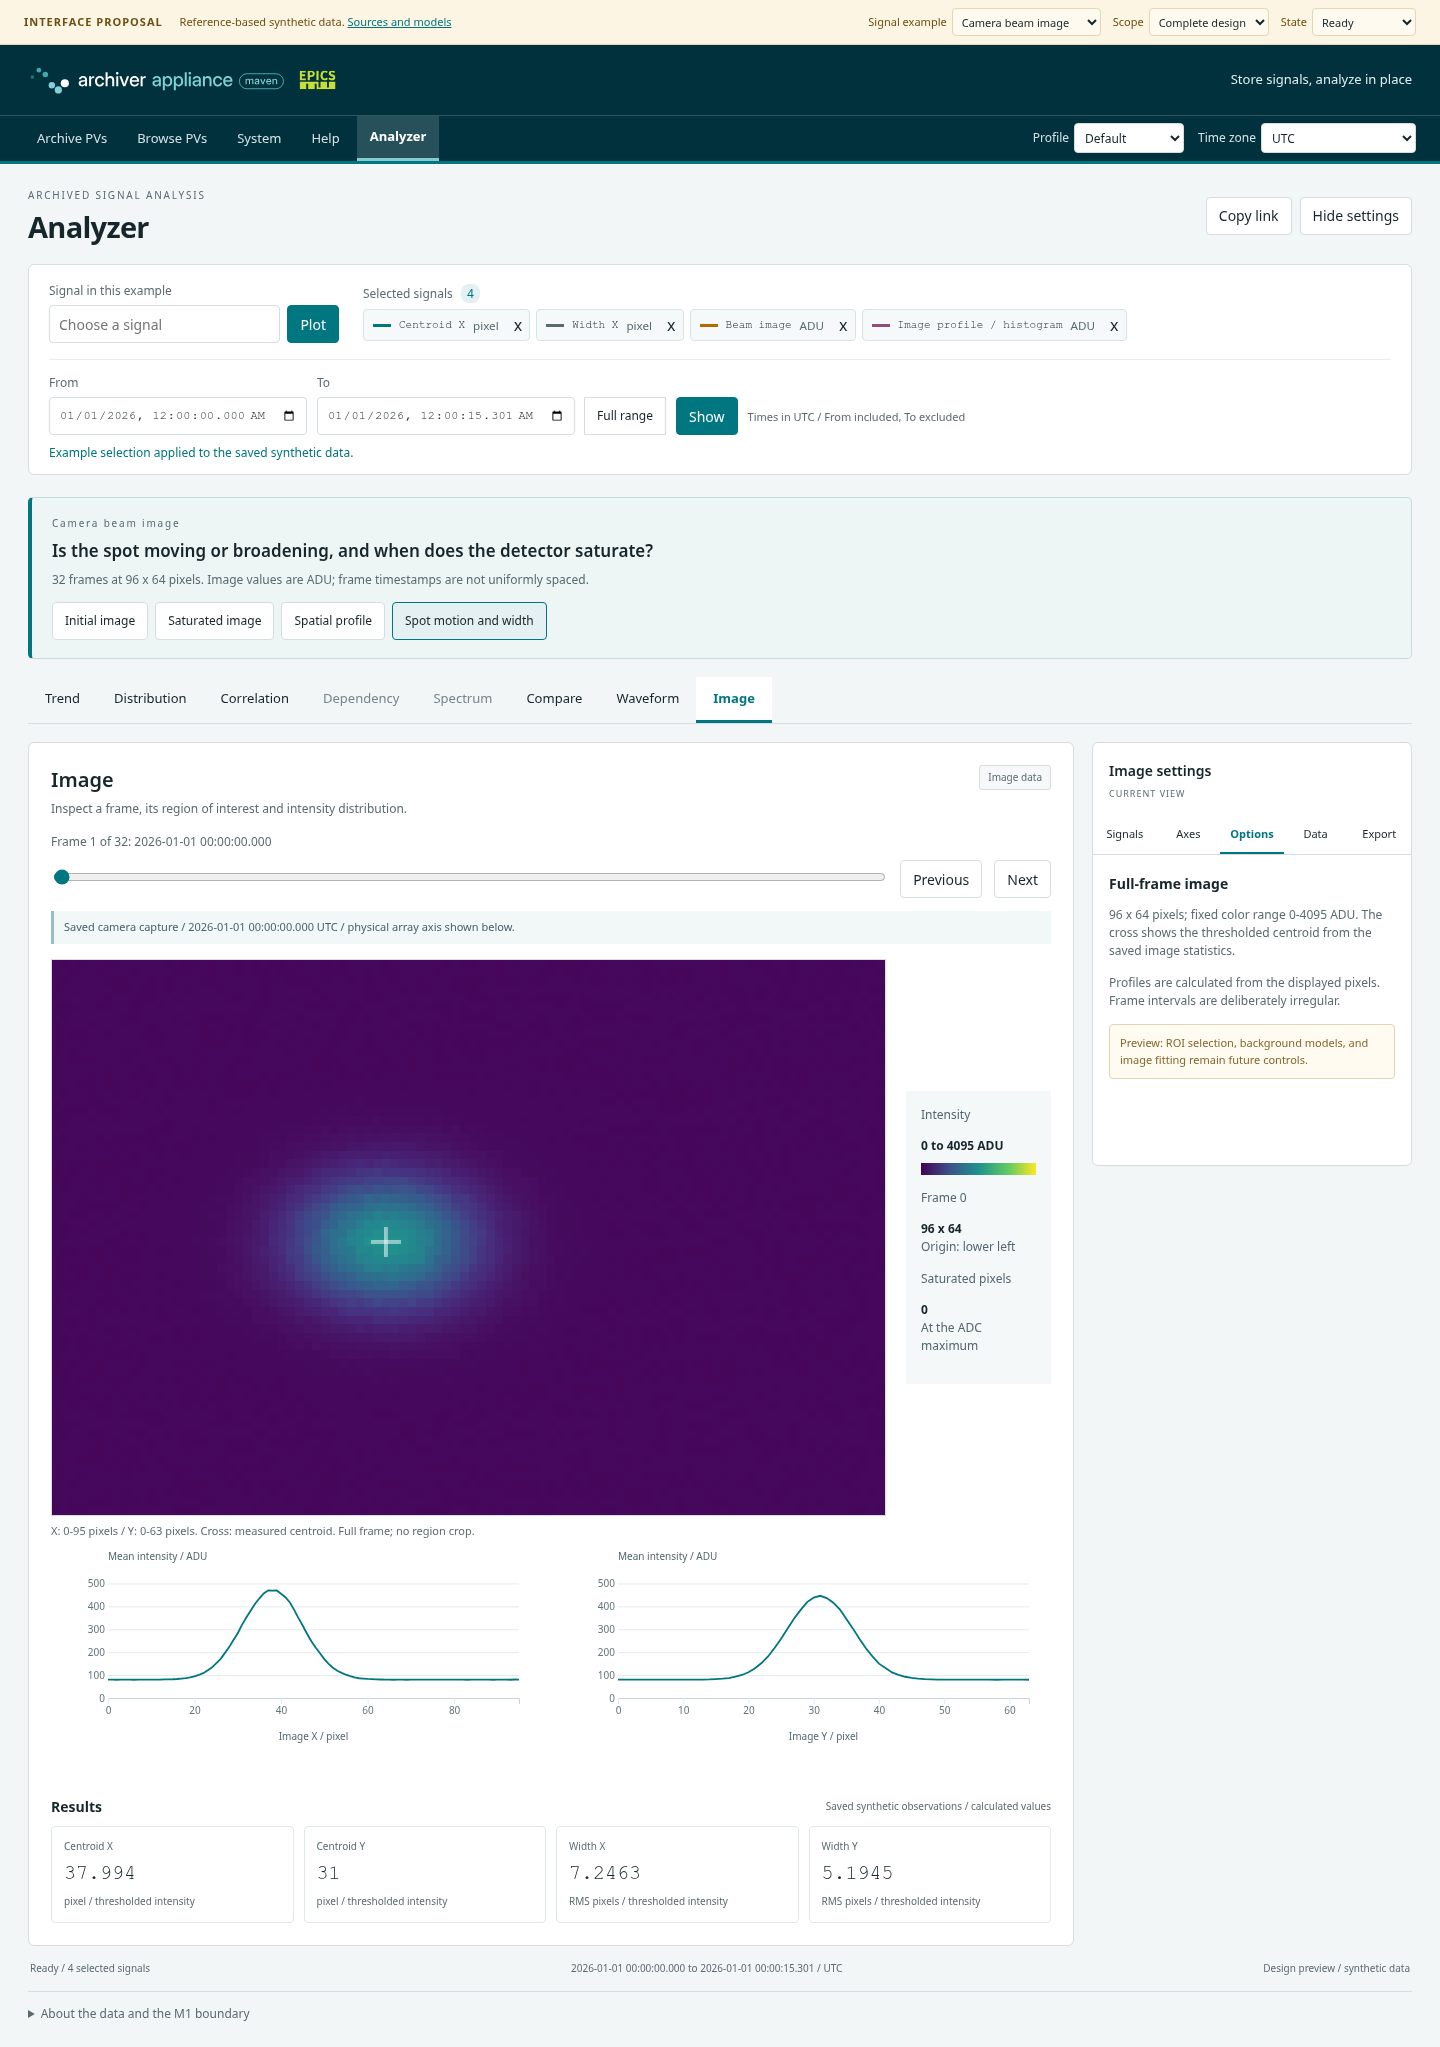 INTERFACE PROPOSAL Reference-based synthetic data. Sources and models Signal example Camera beam image Scope Complete design State Ready
archiver appliance maven EPICS Store signals, analyze in place
Archive PVs Browse PVs System Help Analyzer Profile Default Time zone UTC
ARCHIVED SIGNAL ANALYSIS
Analyzer Copy link Hide settings
Signal in this example Selected signals 4
Choose a signal Plot Centroid X pixel X Width X pixel X Beam image ADU X Image profile / histogram ADU X
From To
01/01/2026, 12:00:00.000 AM 01/01/2026, 12:00:15.301 AM Full range Show Times in UTC / From included, To excluded
Example selection applied to the saved synthetic data.
Camera beam image
Is the spot moving or broadening, and when does the detector saturate?
32 frames at 96 x 64 pixels. Image values are ADU; frame timestamps are not uniformly spaced.
Initial image Saturated image Spatial profile Spot motion and width
Trend Distribution Correlation Dependency Spectrum Compare Waveform Image
Image Image data
Inspect a frame, its region of interest and intensity distribution.
Frame 1 of 32: 2026-01-01 00:00:00.000
Previous Next
Saved camera capture / 2026-01-01 00:00:00.000 UTC / physical array axis shown below.
Intensity
0 to 4095 ADU
Frame 0
96 x 64
Origin: lower left
Saturated pixels
0
At the ADC
maximum
X: 0-95 pixels / Y: 0-63 pixels. Cross: measured centroid. Full frame; no region crop.
Mean intensity / ADU
500
400
300
200
100
0
0 20 40 60 80
Image X / pixel
Mean intensity / ADU
500
400
300
200
100
0
0 10 20 30 40 50 60
Image Y / pixel
Results Saved synthetic observations / calculated values
Centroid X
37.994
pixel / thresholded intensity
Centroid Y
31
pixel / thresholded intensity
Width X
7.2463
RMS pixels / thresholded intensity
Width Y
5.1945
RMS pixels / thresholded intensity
Image settings
CURRENT VIEW
Signals Axes Options Data Export
Full-frame image
96 x 64 pixels; fixed color range 0-4095 ADU. The
cross shows the thresholded centroid from the
saved image statistics.
Profiles are calculated from the displayed pixels.
Frame intervals are deliberately irregular.
Preview: ROI selection, background models, and
image fitting remain future controls.
Ready / 4 selected signals 2026-01-01 00:00:00.000 to 2026-01-01 00:00:15.301 / UTC Design preview / synthetic data
About the data and the M1 boundary